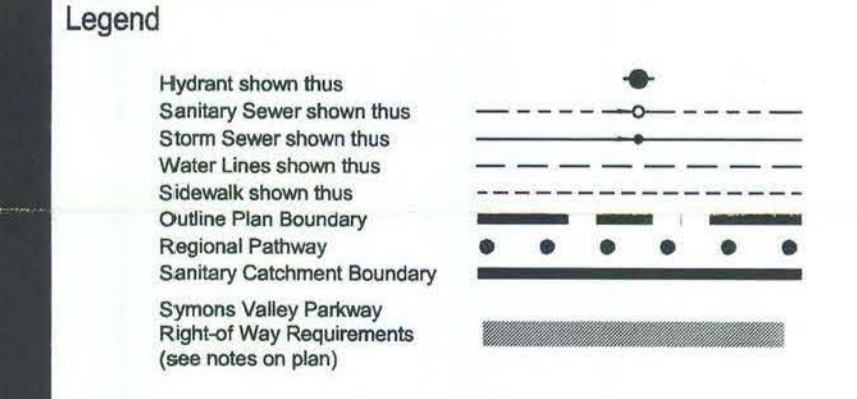 Legend
Hydrant shown thus
Sanitary Sewer shown thus
Storm Sewer shown thus
Water Lines shown thus
Sidewalk shown thus
Outline Plan Boundary
Regional Pathway
Sanitary Catchment Boundary
Symons Valley Parkway
Right-of Way Requirements
(see notes on plan)